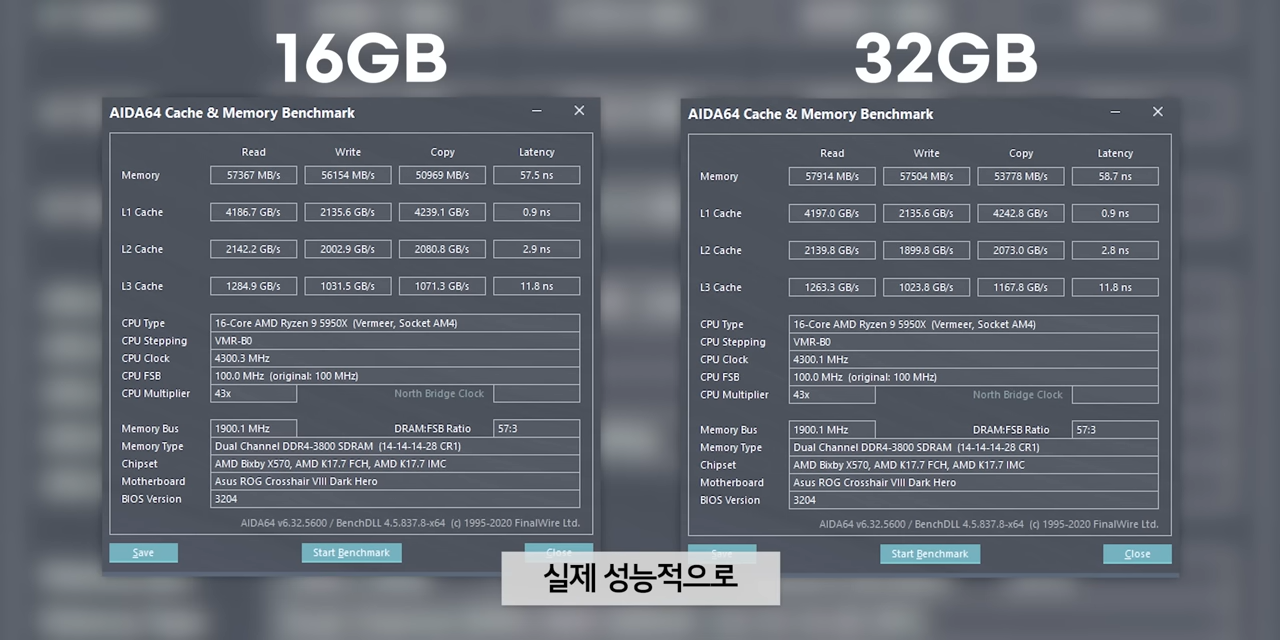 16GB
AIDA64 Cache & Memory Benchmark
Read Write Copy Latency
Memory 57367 MB/s 56154 MB/s 50969 MB/s 57.5 ns
L1 Cache 4186.7 GB/s 2135.6 GB/s 4239.1 GB/s 0.9 ns
L2 Cache 2142.2 GB/s 2002.9 GB/s 2080.8 GB/s 2.9 ns
L3 Cache 1284.9 GB/s 1031.5 GB/s 1071.3 GB/s 11.8 ns
CPU Type 16-Core AMD Ryzen 9 5950X (Vermeer, Socket AM4)
CPU Stepping VMR-B0
CPU Clock 4300.3 MHz
CPU FSB 100.0 MHz (original: 100 MHz)
CPU Multiplier 43x North Bridge Clock
Memory Bus 1900.1 MHz DRAM:FSB Ratio 57:3
Memory Type Dual Channel DDR4-3800 SDRAM (14-14-14-28 CR1)
Chipset AMD Bixby X570, AMD K17.7 FCH, AMD K17.7 IMC
Motherboard Asus ROG Crosshair VIII Dark Hero
BIOS Version 3204
AIDA64 v6.32.5600 / BenchDLL 4.5.837.8-x64 (c) 1995-2020 FinalWire Ltd.
Save Start Benchmark Close
32GB
AIDA64 Cache & Memory Benchmark
Read Write Copy Latency
Memory 57914 MB/s 57504 MB/s 53778 MB/s 58.7 ns
L1 Cache 4197.0 GB/s 2135.6 GB/s 4242.8 GB/s 0.9 ns
L2 Cache 2139.8 GB/s 1899.8 GB/s 2073.0 GB/s 2.8 ns
L3 Cache 1263.3 GB/s 1023.8 GB/s 1167.8 GB/s 11.8 ns
CPU Type 16-Core AMD Ryzen 9 5950X (Vermeer, Socket AM4)
CPU Stepping VMR-B0
CPU Clock 4300.1 MHz
CPU FSB 100.0 MHz (original: 100 MHz)
CPU Multiplier 43x North Bridge Clock
Memory Bus 1900.1 MHz DRAM:FSB Ratio 57:3
Memory Type Dual Channel DDR4-3800 SDRAM (14-14-14-28 CR1)
Chipset AMD Bixby X570, AMD K17.7 FCH, AMD K17.7 IMC
Motherboard Asus ROG Crosshair VIII Dark Hero
BIOS Version 3204
AIDA64 v6.32.5600 / BenchDLL 4.5.837.8-x64 (c) 1995-2020 FinalWire Ltd.
Save Start Benchmark Close
실제 성능적으로